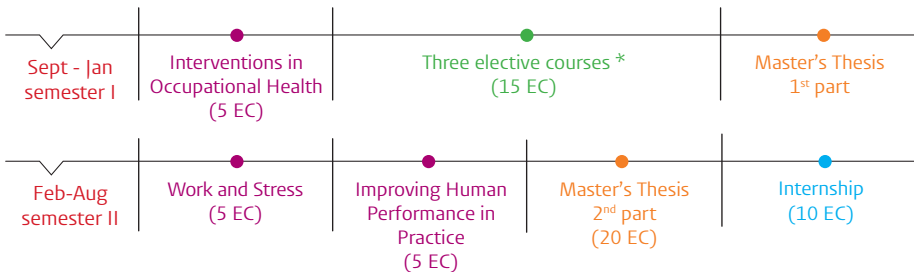 Sept - Jan
semester I
Interventions in
Occupational Health
(5 EC)
Three elective courses *
(15 EC)
Master's Thesis
1st part
Feb-Aug
semester II
Work and Stress
(5 EC)
Improving Human
Performance in
Practice
(5 EC)
Master's Thesis
2nd part
(20 EC)
Internship
(10 EC)